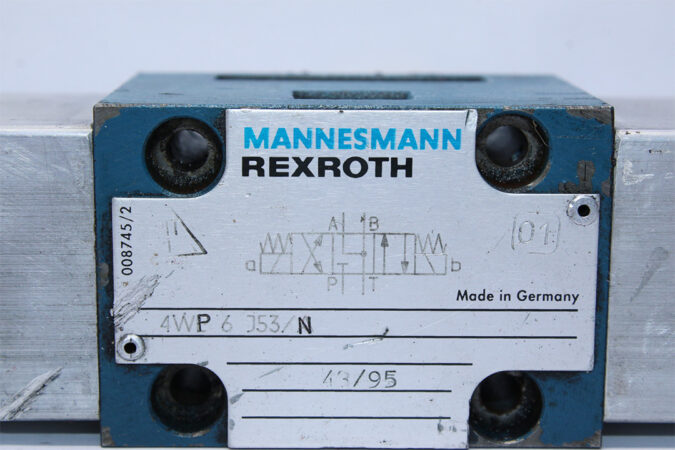 MANNESMANN
REXROTH
008745/2
A B
01
a b
P T
Made in Germany
4WP 6 J53/N
43/95